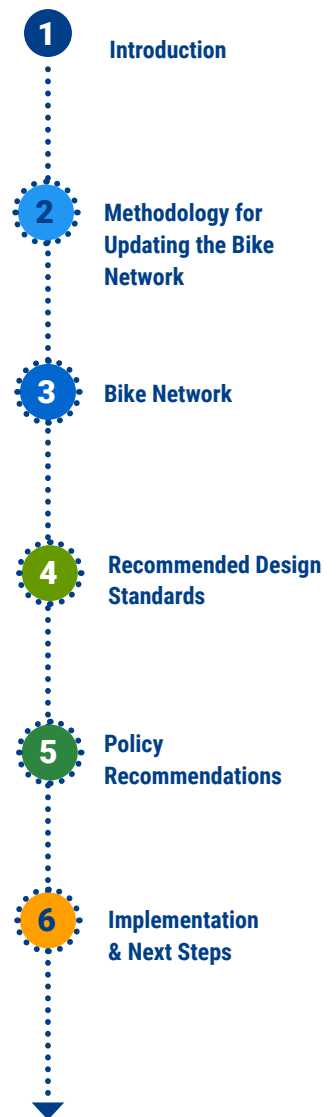 1
Introduction
2
Methodology for
Updating the Bike
Network
3
Bike Network
4
Recommended Design
Standards
5
Policy
Recommendations
6
Implementation
& Next Steps